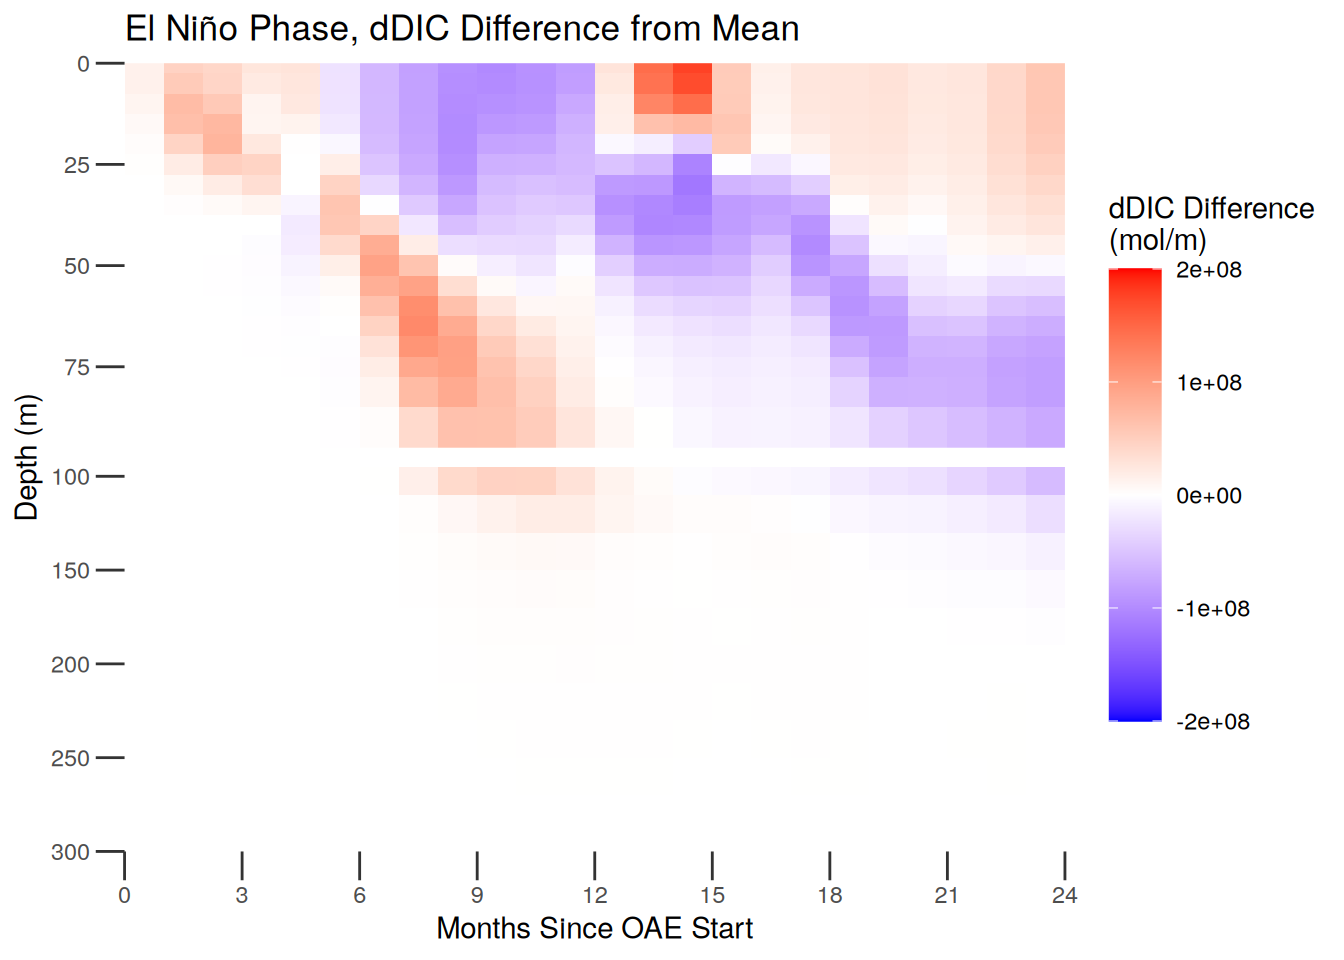 El Niño Phase, dDIC Difference from Mean
Depth (m)
0
25
50
75
100
150
200
250
300
0 3 6 9 12 15 18 21 24
Months Since OAE Start
dDIC Difference
(mol/m)
2e+08
1e+08
0e+00
-1e+08
-2e+08